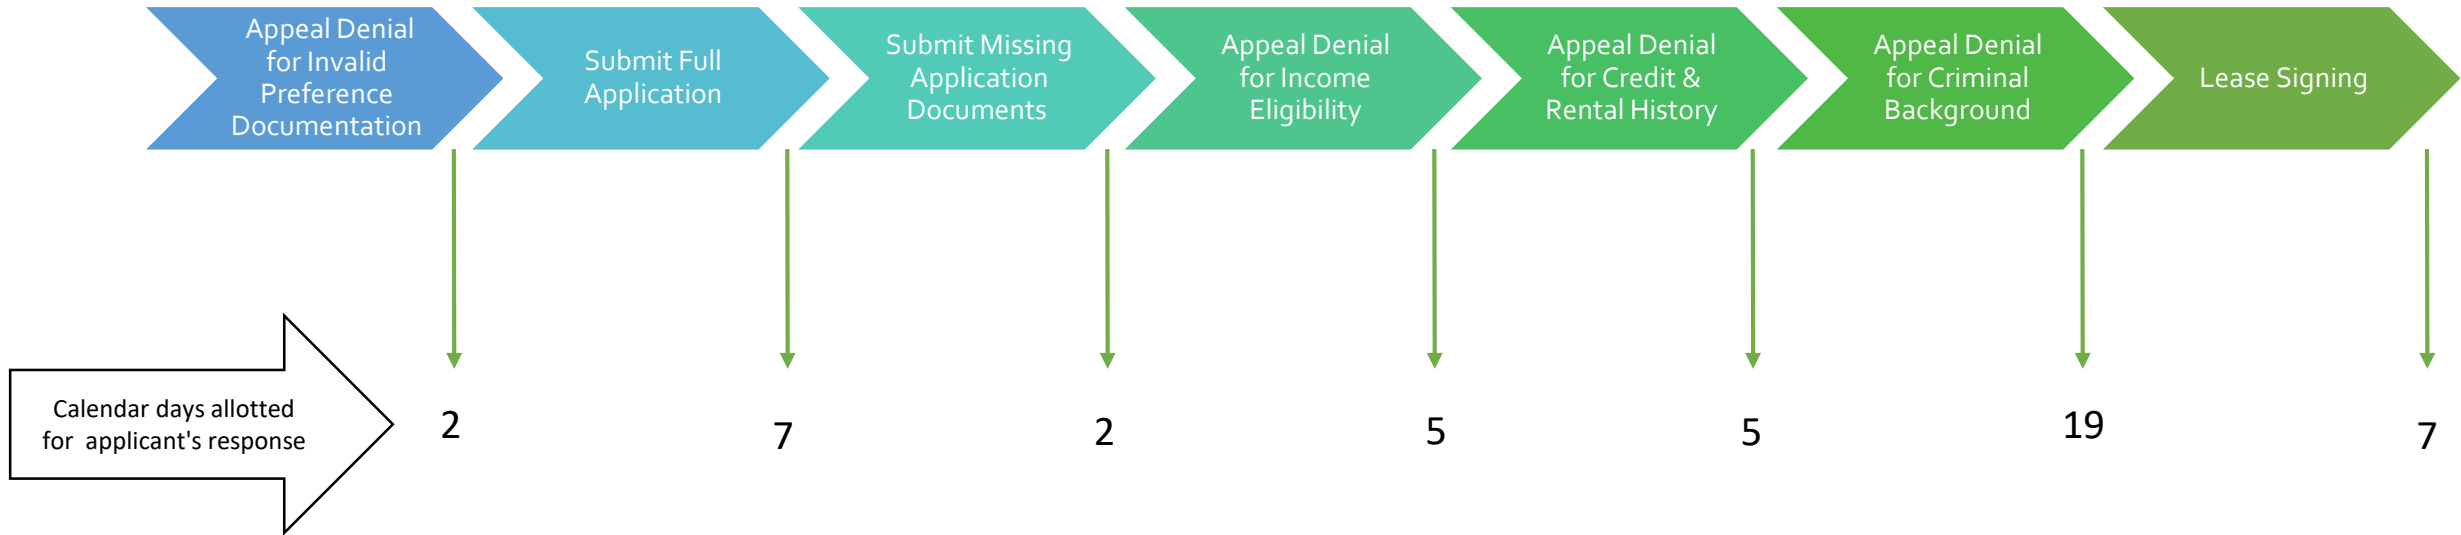 Appeal Denial
for Invalid
Preference
Documentation
Submit Full
Application
Submit Missing
Application
Documents
Appeal Denial
for Income
Eligibility
Appeal Denial
for Credit &
Rental History
Appeal Denial
for Criminal
Background
Lease Signing
Calendar days allotted
for applicant's response
2
7
2
5
5
19
7